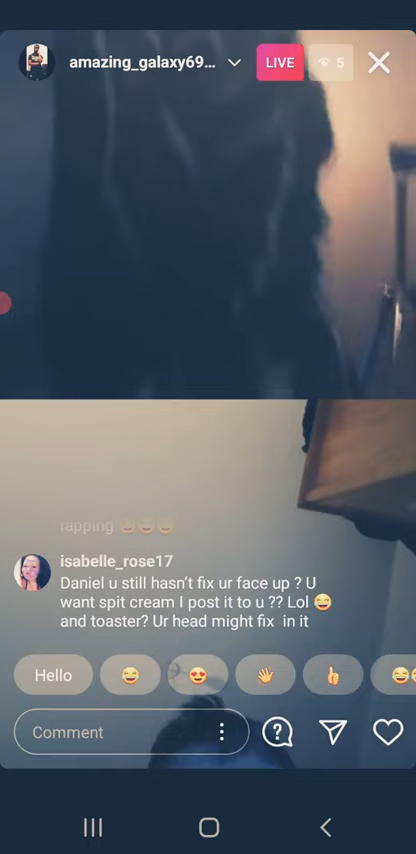 amazing_galaxy69... LIVE 5
tapping 😂😂😂
isabelle_rose17
Daniel u still hasn't fix ur face up ? U
want spit cream I post it to u ?? Lol 😅
and toaster? Ur head might fix in it
Hello 😂 😍 👋 👍 😂
Comment